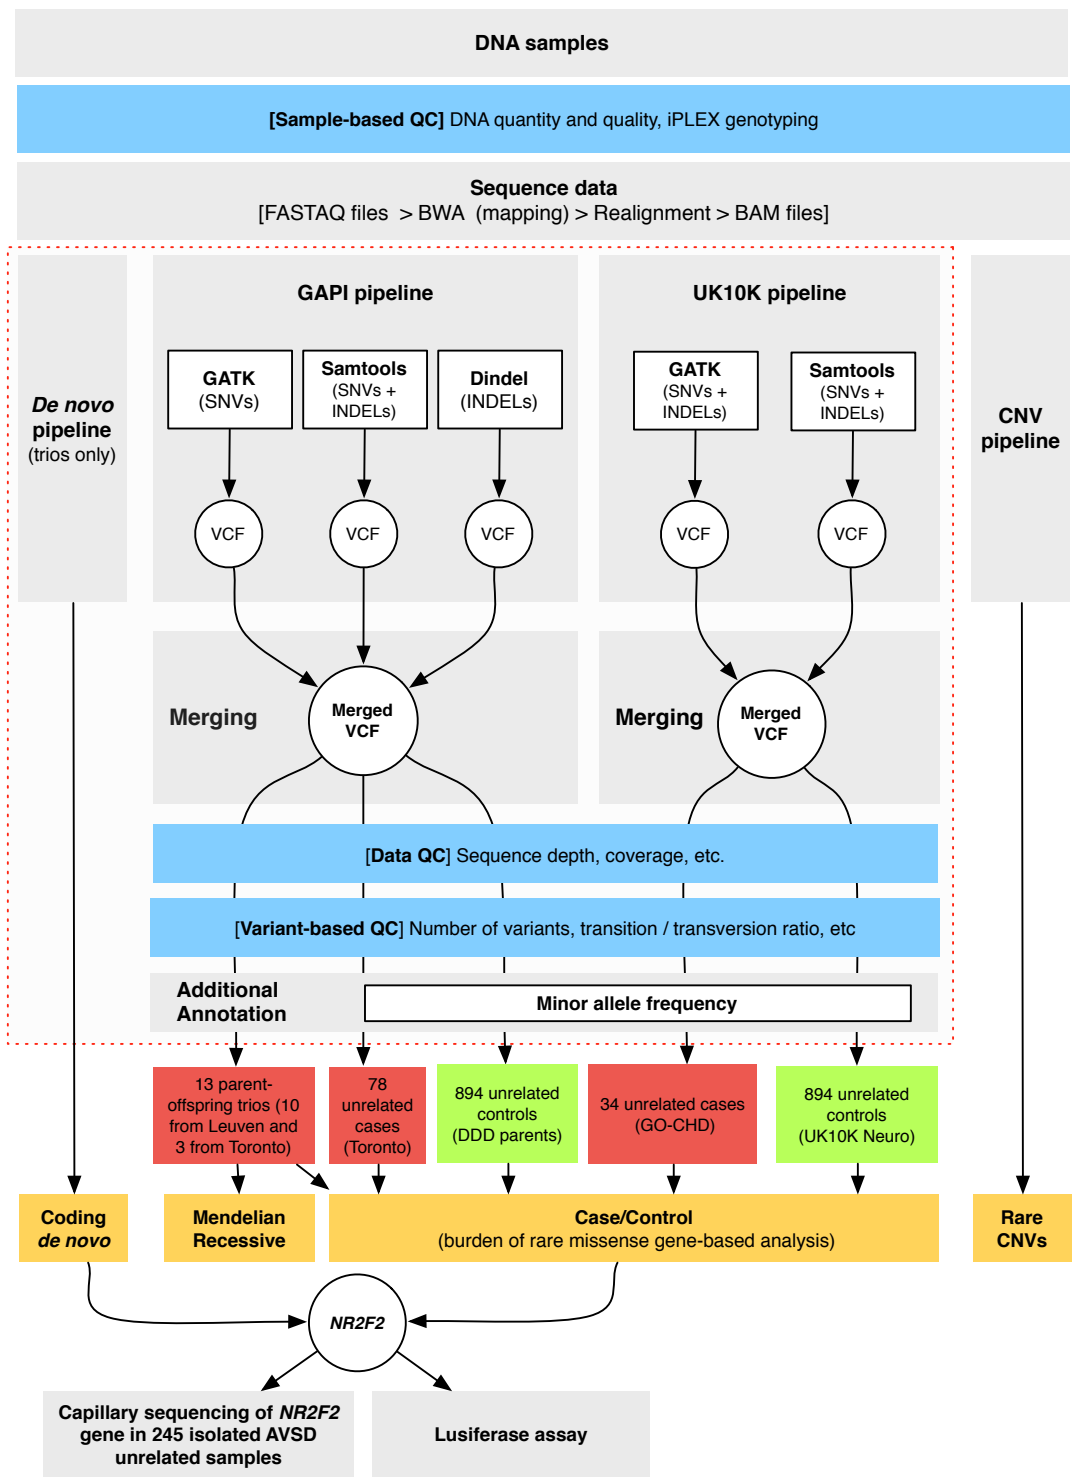 DNA samples
[Sample-based QC] DNA quantity and quality, iPLEX genotyping
Sequence data
[FASTAQ files > BWA (mapping) > Realignment > BAM files]
De novo
pipeline
(trios only)
GAPI pipeline
GATK
(SNVs)
Samtools
(SNVs +
INDELs)
Dindel
(INDELs)
VCF
VCF
VCF
UK10K pipeline
GATK
(SNVs +
INDELs)
Samtools
(SNVs +
INDELs)
VCF
VCF
CNV
pipeline
Merging
Merged
VCF
Merging
Merged
VCF
[Data QC] Sequence depth, coverage, etc.
[Variant-based QC] Number of variants, transition / transversion ratio, etc
Additional
Annotation
Minor allele frequency
13 parent-
offspring trios (10
from Leuven and
3 from Toronto)
78
unrelated
cases
(Toronto)
894 unrelated
controls
(DDD parents)
34 unrelated cases
(GO-CHD)
894 unrelated
controls
(UK10K Neuro)
Coding
de novo
Mendelian
Recessive
Case/Control
(burden of rare missense gene-based analysis)
Rare
CNVs
NR2F2
Capillary sequencing of NR2F2
gene in 245 isolated AVSD
unrelated samples
Lusiferase assay